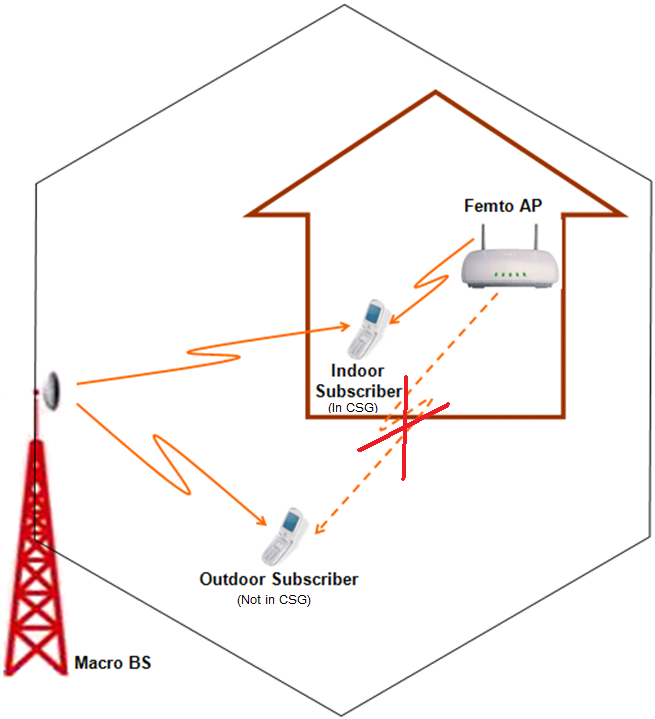 Femto AP
Indoor
Subscriber
(In CSG)
Outdoor Subscriber
(Not in CSG)
Macro BS